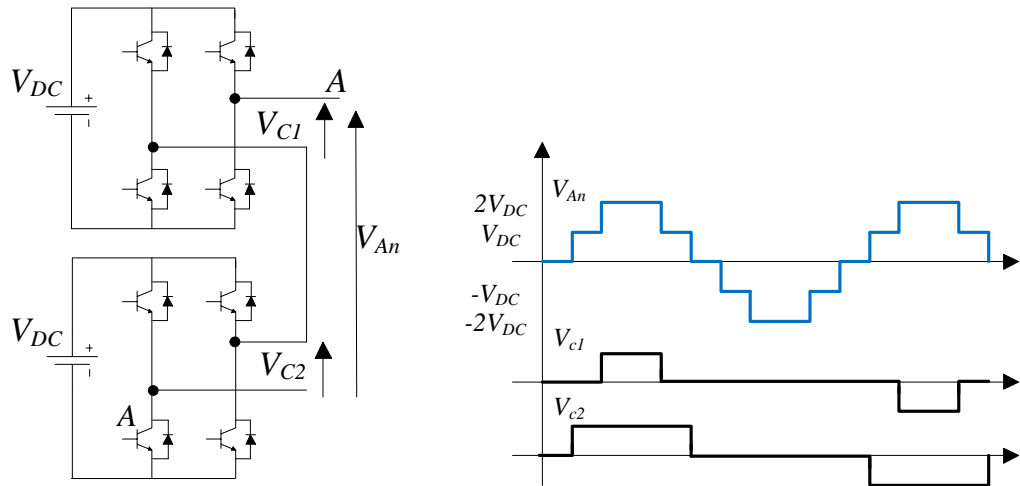 V_DC
+
−
A
V_C1
V_An
V_DC
+
−
V_C2
A
V_An
2V_DC
V_DC
-V_DC
-2V_DC
V_c1
V_c2